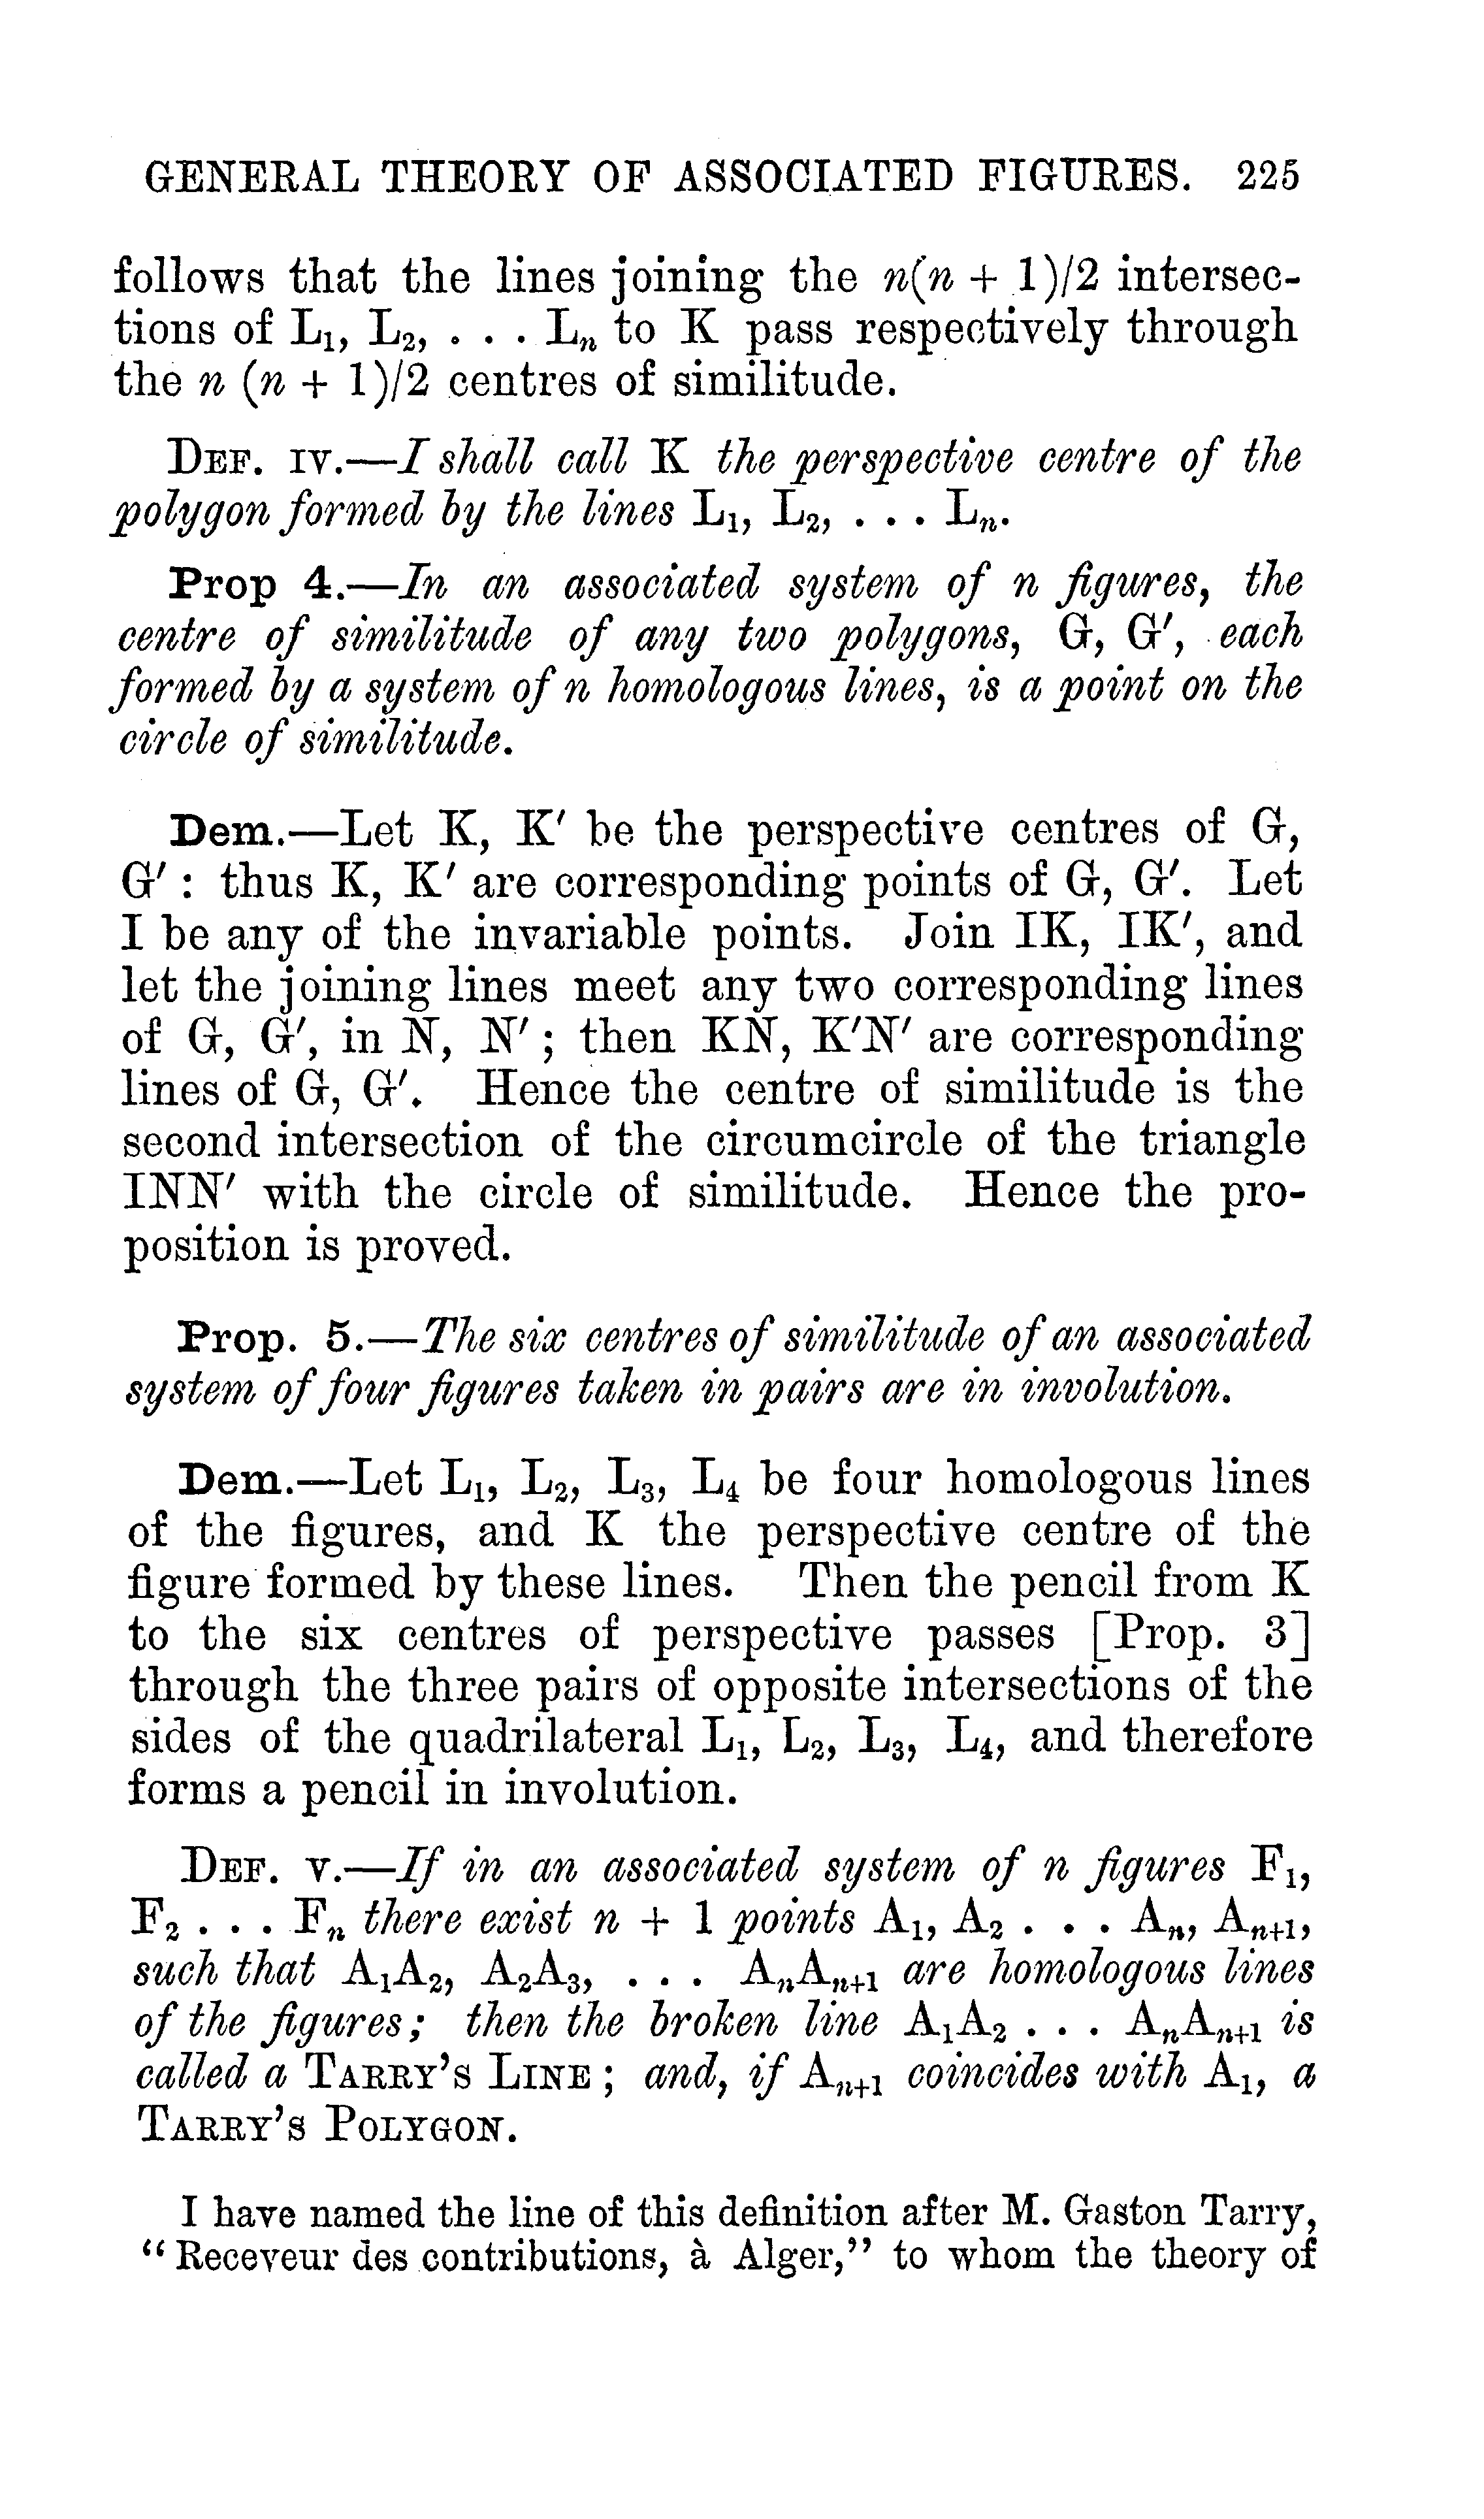 GENERAL THEORY OF ASSOCIATED FIGURES. 225
follows that the lines joining the n(n + 1)/2 intersec-
tions of L₁, L₂, . . . Lₙ to K pass respectively through
the n (n + 1)/2 centres of similitude.
DEF. IV.—I shall call K the perspective centre of the
polygon formed by the lines L₁, L₂, . . . Lₙ.
Prop 4.—In an associated system of n figures, the
centre of similitude of any two polygons, G, G′, each
formed by a system of n homologous lines, is a point on the
circle of similitude.
Dem.—Let K, K′ be the perspective centres of G,
G′ : thus K, K′ are corresponding points of G, G′. Let
I be any of the invariable points. Join IK, IK′, and
let the joining lines meet any two corresponding lines
of G, G′, in N, N′ ; then KN, K′N′ are corresponding
lines of G, G′. Hence the centre of similitude is the
second intersection of the circumcircle of the triangle
INN′ with the circle of similitude. Hence the pro-
position is proved.
Prop. 5.—The six centres of similitude of an associated
system of four figures taken in pairs are in involution.
Dem.—Let L₁, L₂, L₃, L₄ be four homologous lines
of the figures, and K the perspective centre of the
figure formed by these lines. Then the pencil from K
to the six centres of perspective passes [Prop. 3]
through the three pairs of opposite intersections of the
sides of the quadrilateral L₁, L₂, L₃, L₄, and therefore
forms a pencil in involution.
DEF. V.—If in an associated system of n figures F₁,
F₂ . . . Fₙ there exist n + 1 points A₁, A₂ . . . Aₙ, Aₙ₊₁,
such that A₁A₂, A₂A₃, . . . AₙAₙ₊₁ are homologous lines
of the figures ; then the broken line A₁A₂ . . . AₙAₙ₊₁ is
called a TARRY'S LINE ; and, if Aₙ₊₁ coincides with A₁, a
TARRY'S POLYGON.
I have named the line of this definition after M. Gaston Tarry,
“ Receveur des contributions, à Alger,” to whom the theory of